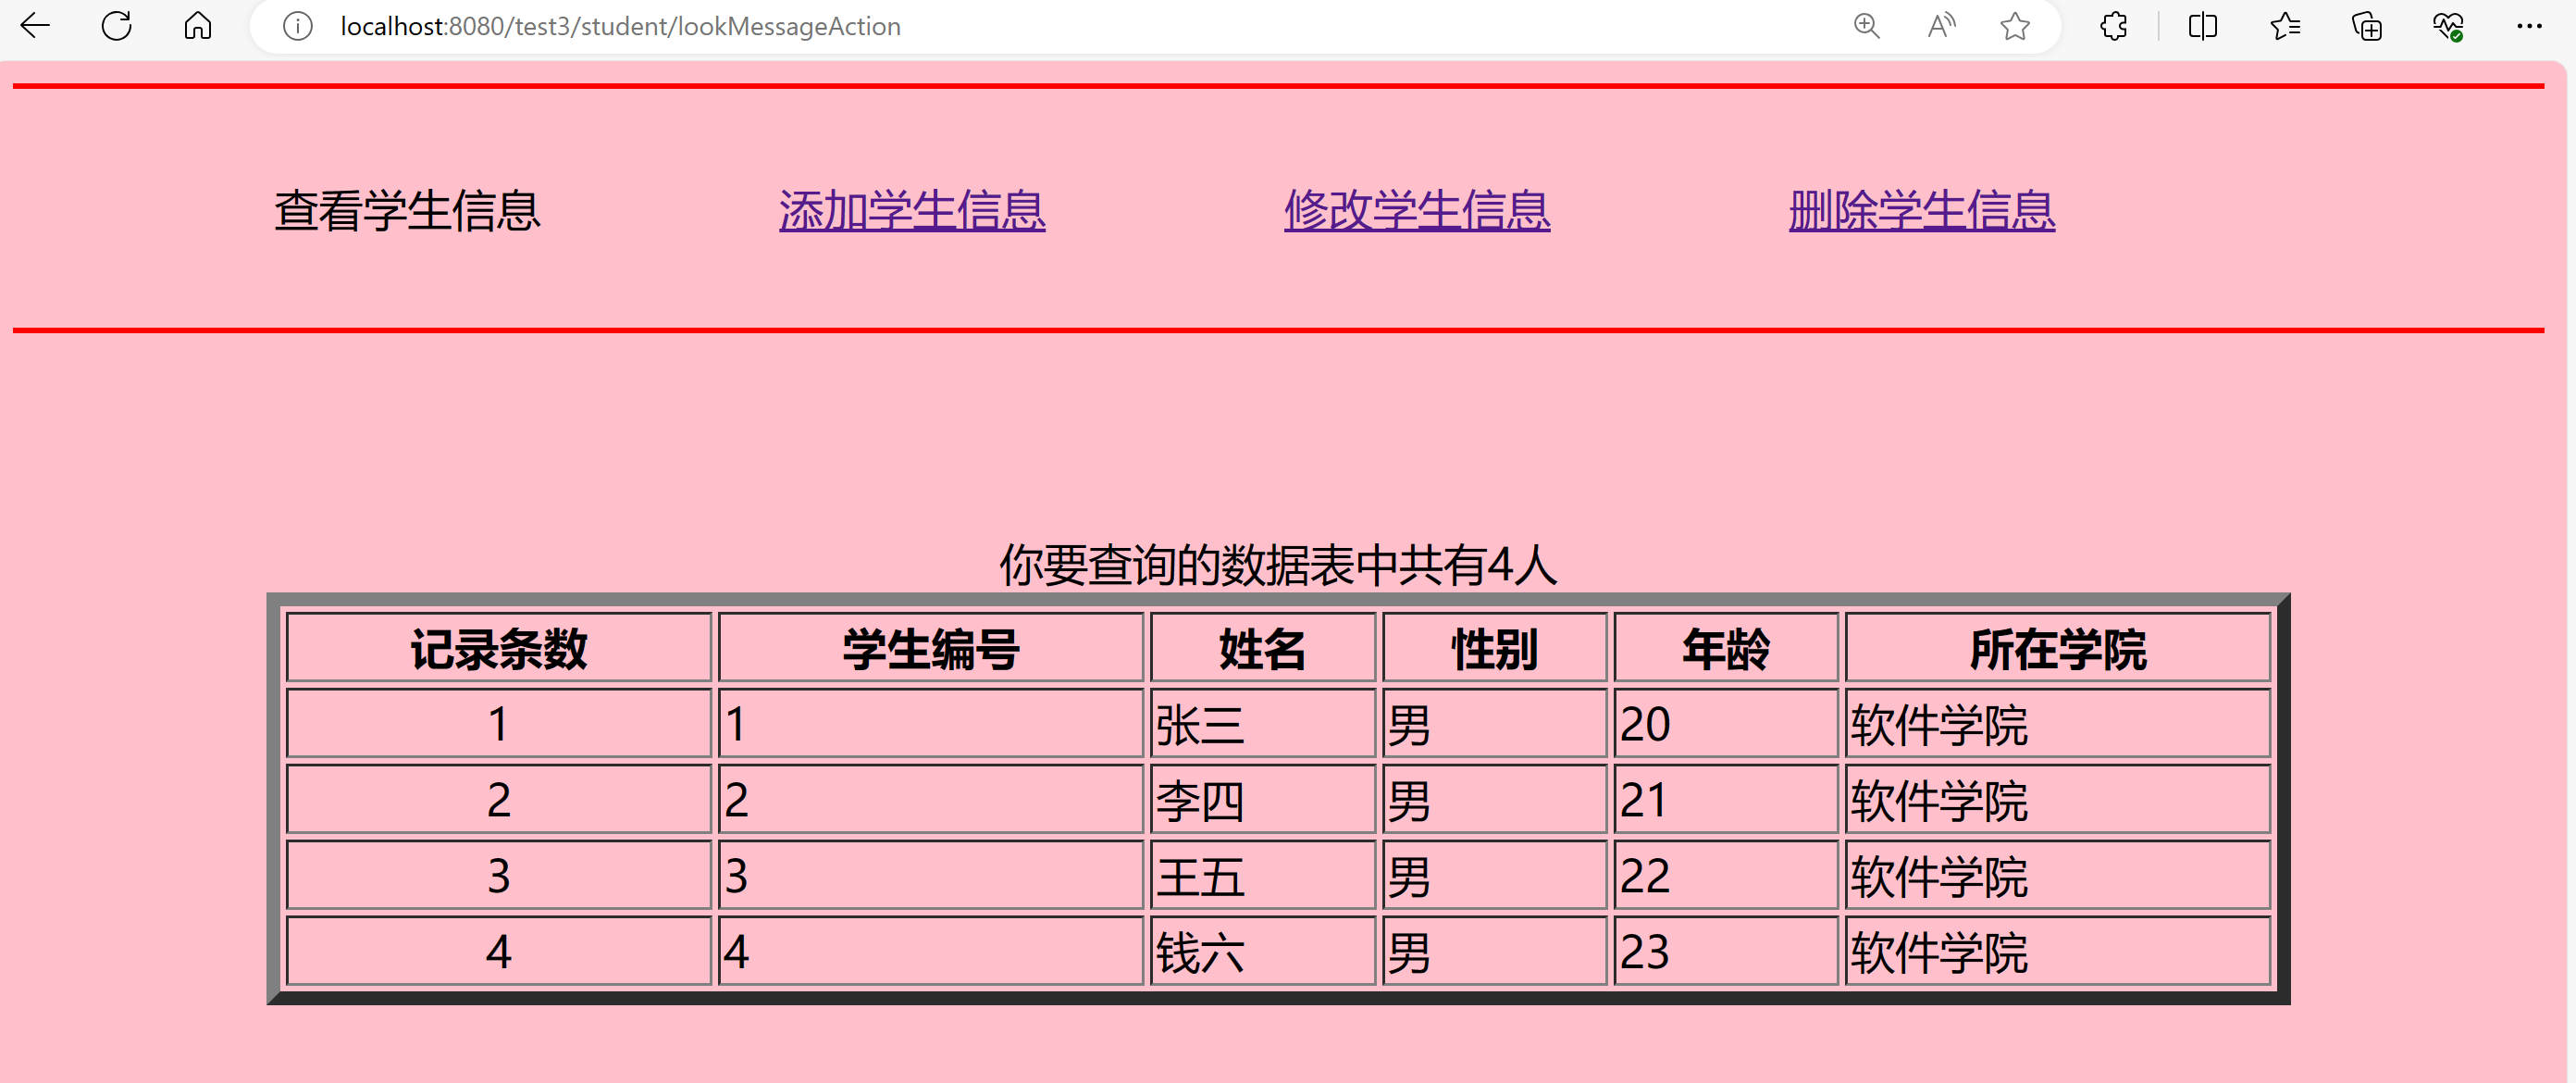 localhost:8080/test3/student/lookMessageAction
查看学生信息 添加学生信息 修改学生信息 删除学生信息
你要查询的数据表中共有4人
记录条数 学生编号 姓名 性别 年龄 所在学院
1 1 张三 男 20 软件学院
2 2 李四 男 21 软件学院
3 3 王五 男 22 软件学院
4 4 钱六 男 23 软件学院